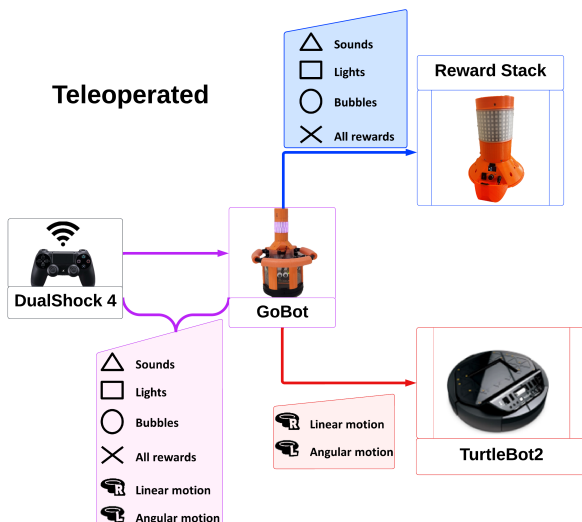 Teleoperated
Sounds
Lights
Bubbles
All rewards
Reward Stack
DualShock 4
GoBot
Sounds
Lights
Bubbles
All rewards
R Linear motion
L Angular motion
R Linear motion
L Angular motion
TurtleBot2